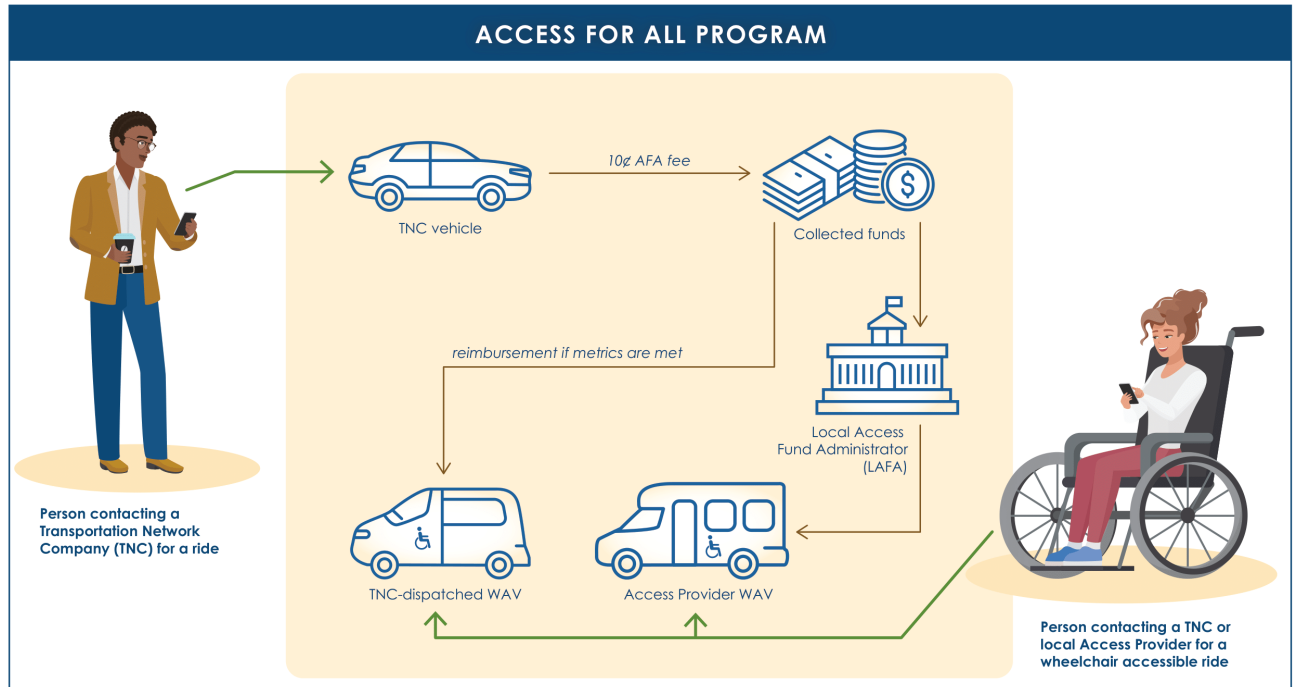 ACCESS FOR ALL PROGRAM
10¢ AFA fee
TNC vehicle
Collected funds
reimbursement if metrics are met
Local Access
Fund Administrator
(LAFA)
Person contacting a
Transportation Network
Company (TNC) for a ride
TNC-dispatched WAV
Access Provider WAV
Person contacting a TNC or
local Access Provider for a
wheelchair accessible ride